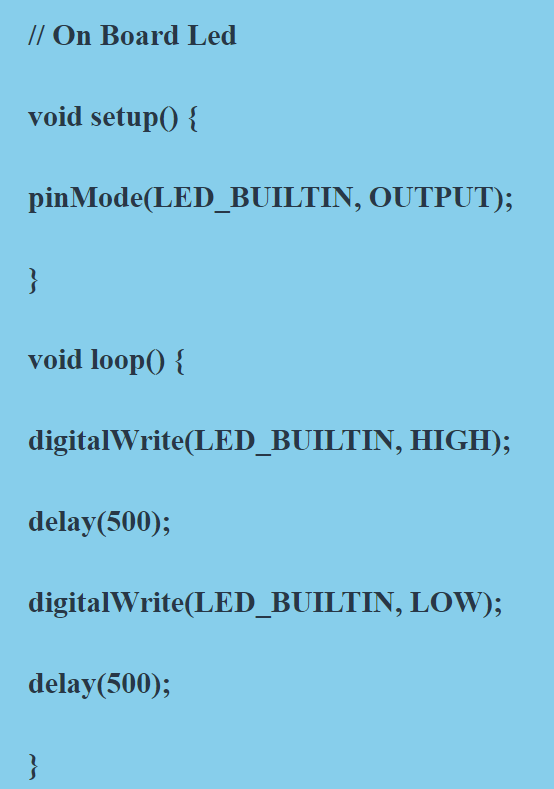 // On Board Led
void setup() {
pinMode(LED_BUILTIN, OUTPUT);
}
void loop() {
digitalWrite(LED_BUILTIN, HIGH);
delay(500);
digitalWrite(LED_BUILTIN, LOW);
delay(500);
}